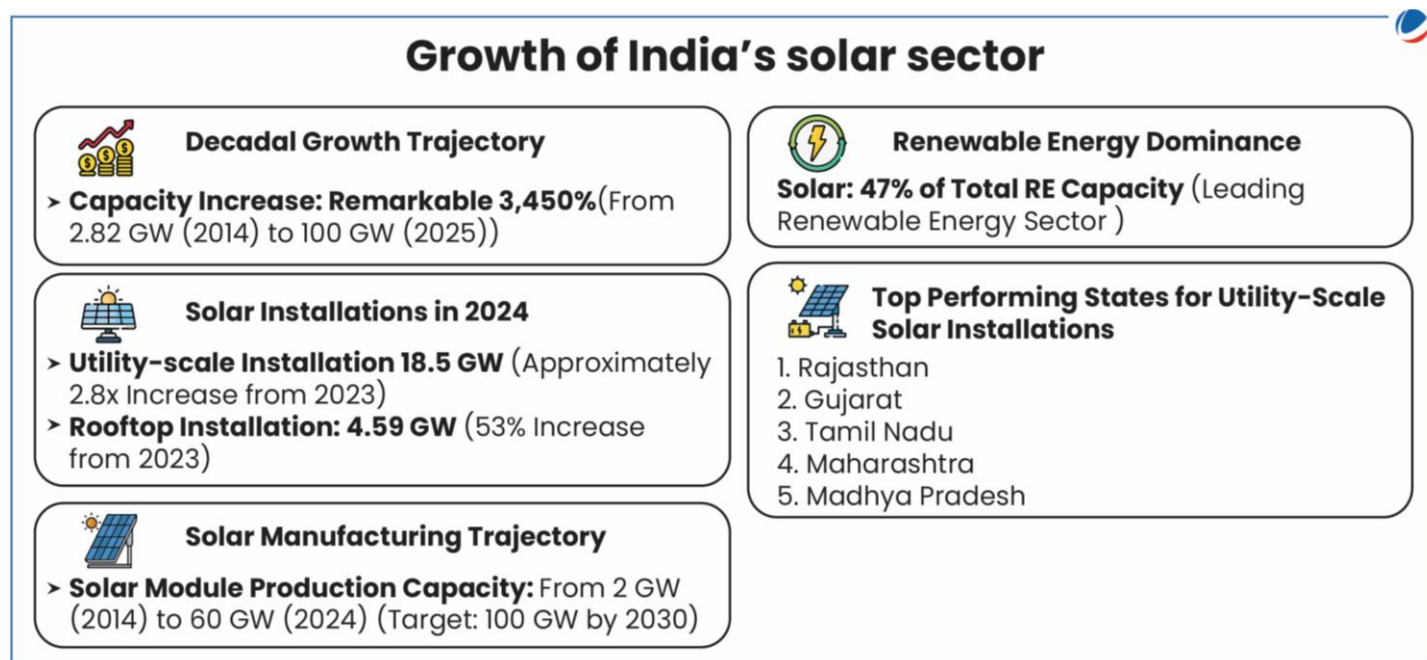 Growth of India's solar sector
Decadal Growth Trajectory
➤ Capacity Increase: Remarkable 3,450%(From
2.82 GW (2014) to 100 GW (2025))
Solar Installations in 2024
➤ Utility-scale Installation 18.5 GW (Approximately
2.8x Increase from 2023)
➤ Rooftop Installation: 4.59 GW (53% Increase
from 2023)
Solar Manufacturing Trajectory
➤ Solar Module Production Capacity: From 2 GW
(2014) to 60 GW (2024) (Target: 100 GW by 2030)
Renewable Energy Dominance
Solar: 47% of Total RE Capacity (Leading
Renewable Energy Sector )
Top Performing States for Utility-Scale
Solar Installations
1. Rajasthan
2. Gujarat
3. Tamil Nadu
4. Maharashtra
5. Madhya Pradesh